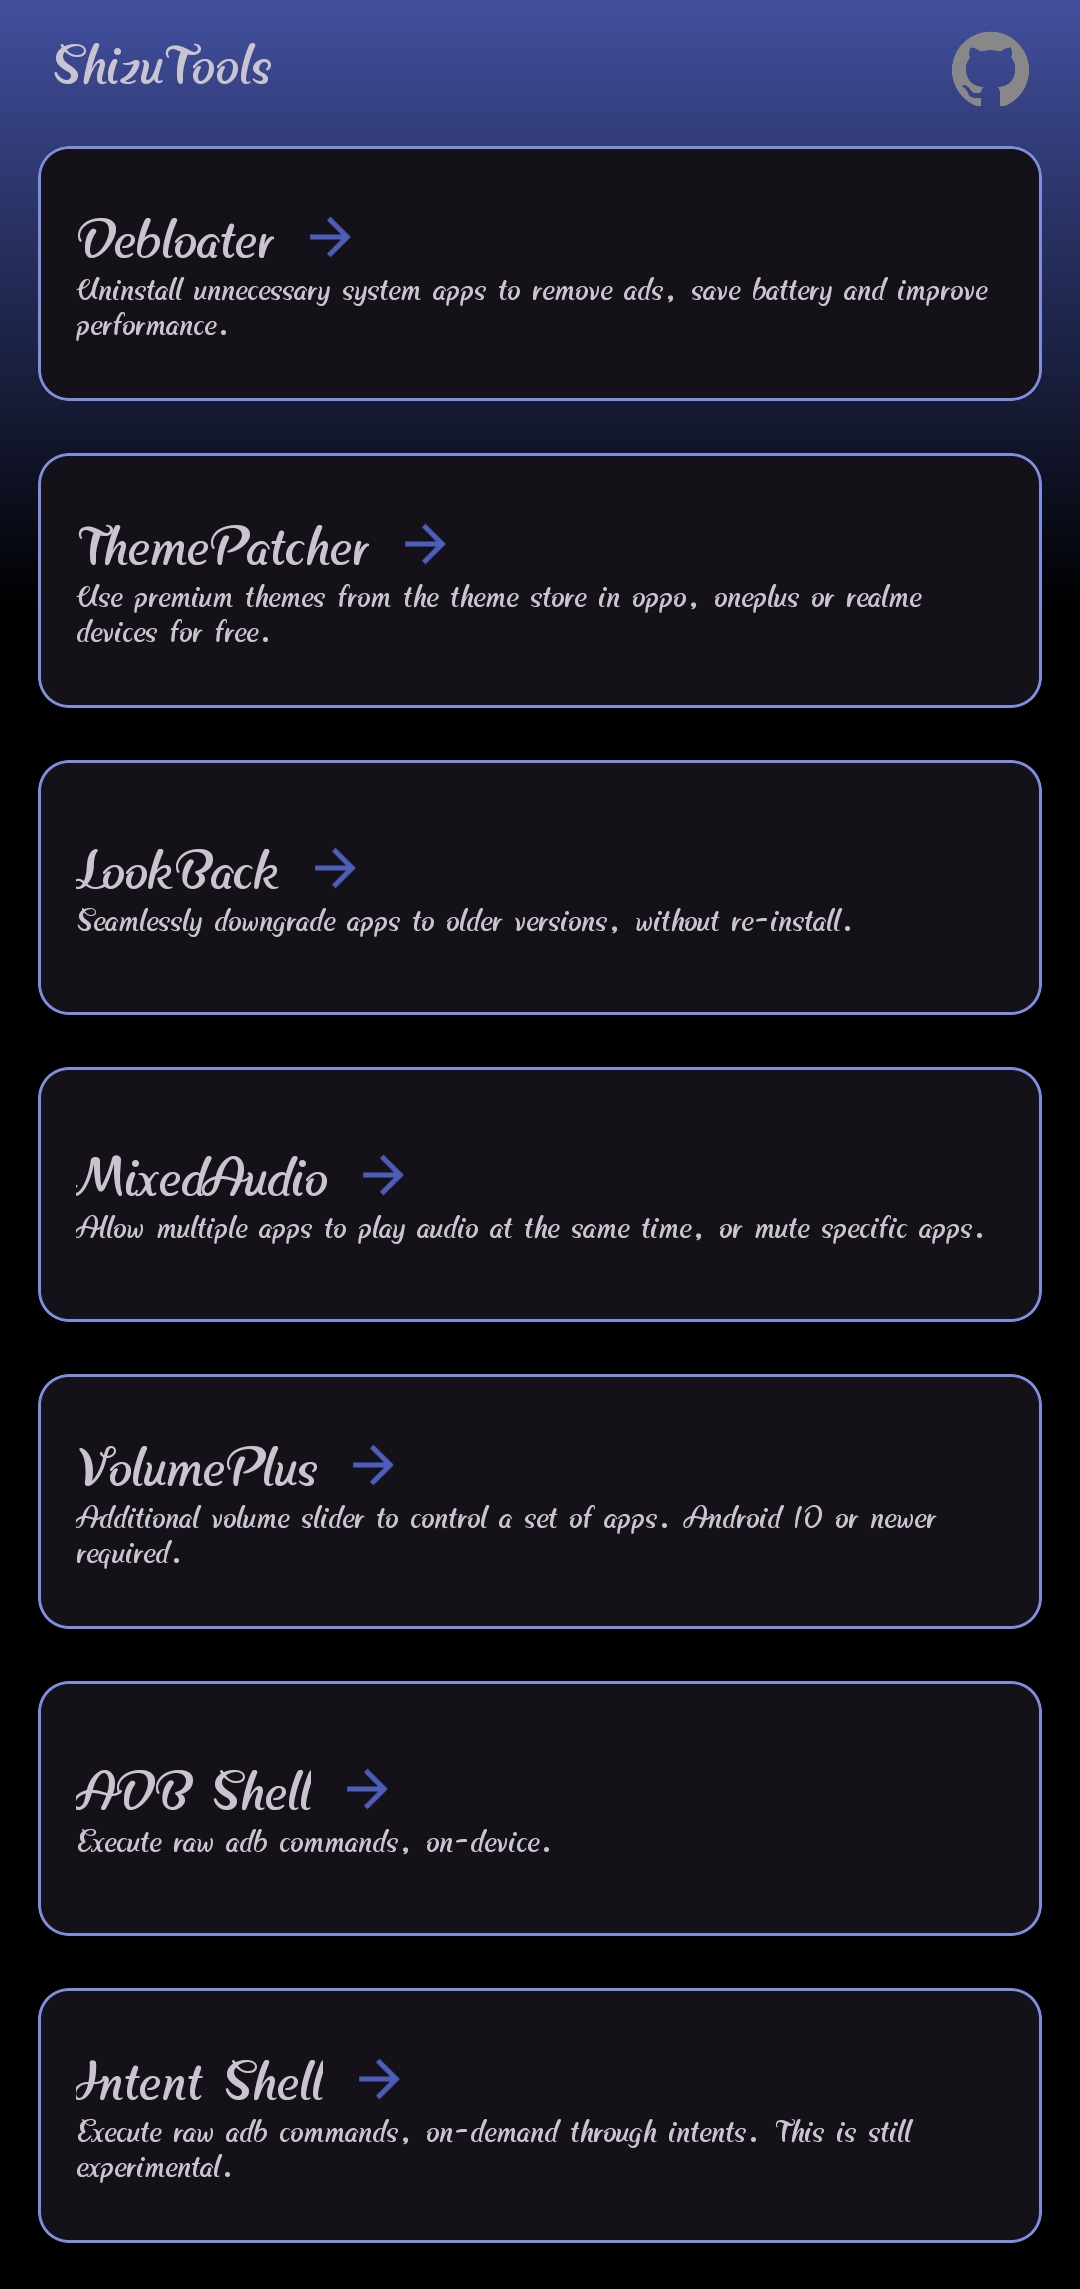 ShizuTools
Debloater
Uninstall unnecessary system apps to remove ads, save battery and improve
performance.
ThemePatcher
Use premium themes from the theme store in oppo, oneplus or realme
devices for free.
LookBack
Seamlessly downgrade apps to older versions, without re-install.
MixedAudio
Allow multiple apps to play audio at the same time, or mute specific apps.
VolumePlus
Additional volume slider to control a set of apps. Android 10 or newer
required.
ADB Shell
Execute raw adb commands, on-device.
Intent Shell
Execute raw adb commands, on-demand through intents. This is still
experimental.